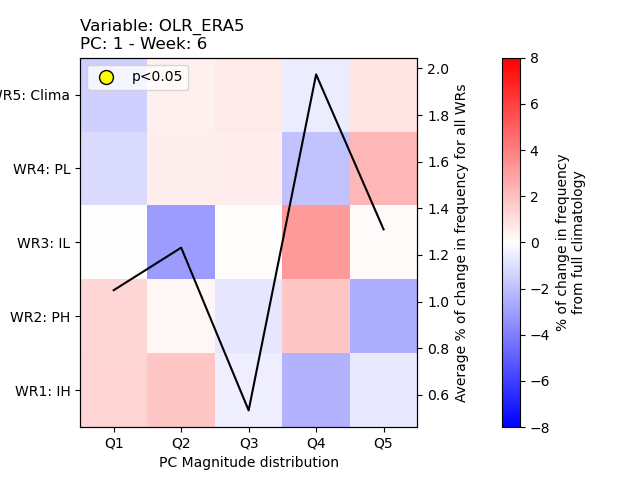 Variable: OLR_ERA5
PC: 1 - Week: 6
p<0.05
WR5: Clima
WR4: PL
WR3: IL
WR2: PH
WR1: IH
Q1 Q2 Q3 Q4 Q5
PC Magnitude distribution
2.0
1.8
1.6
1.4
1.2
1.0
0.8
0.6
Average % of change in frequency for all WRs
8
6
4
2
0
−2
−4
−6
−8
% of change in frequency
from full climatology